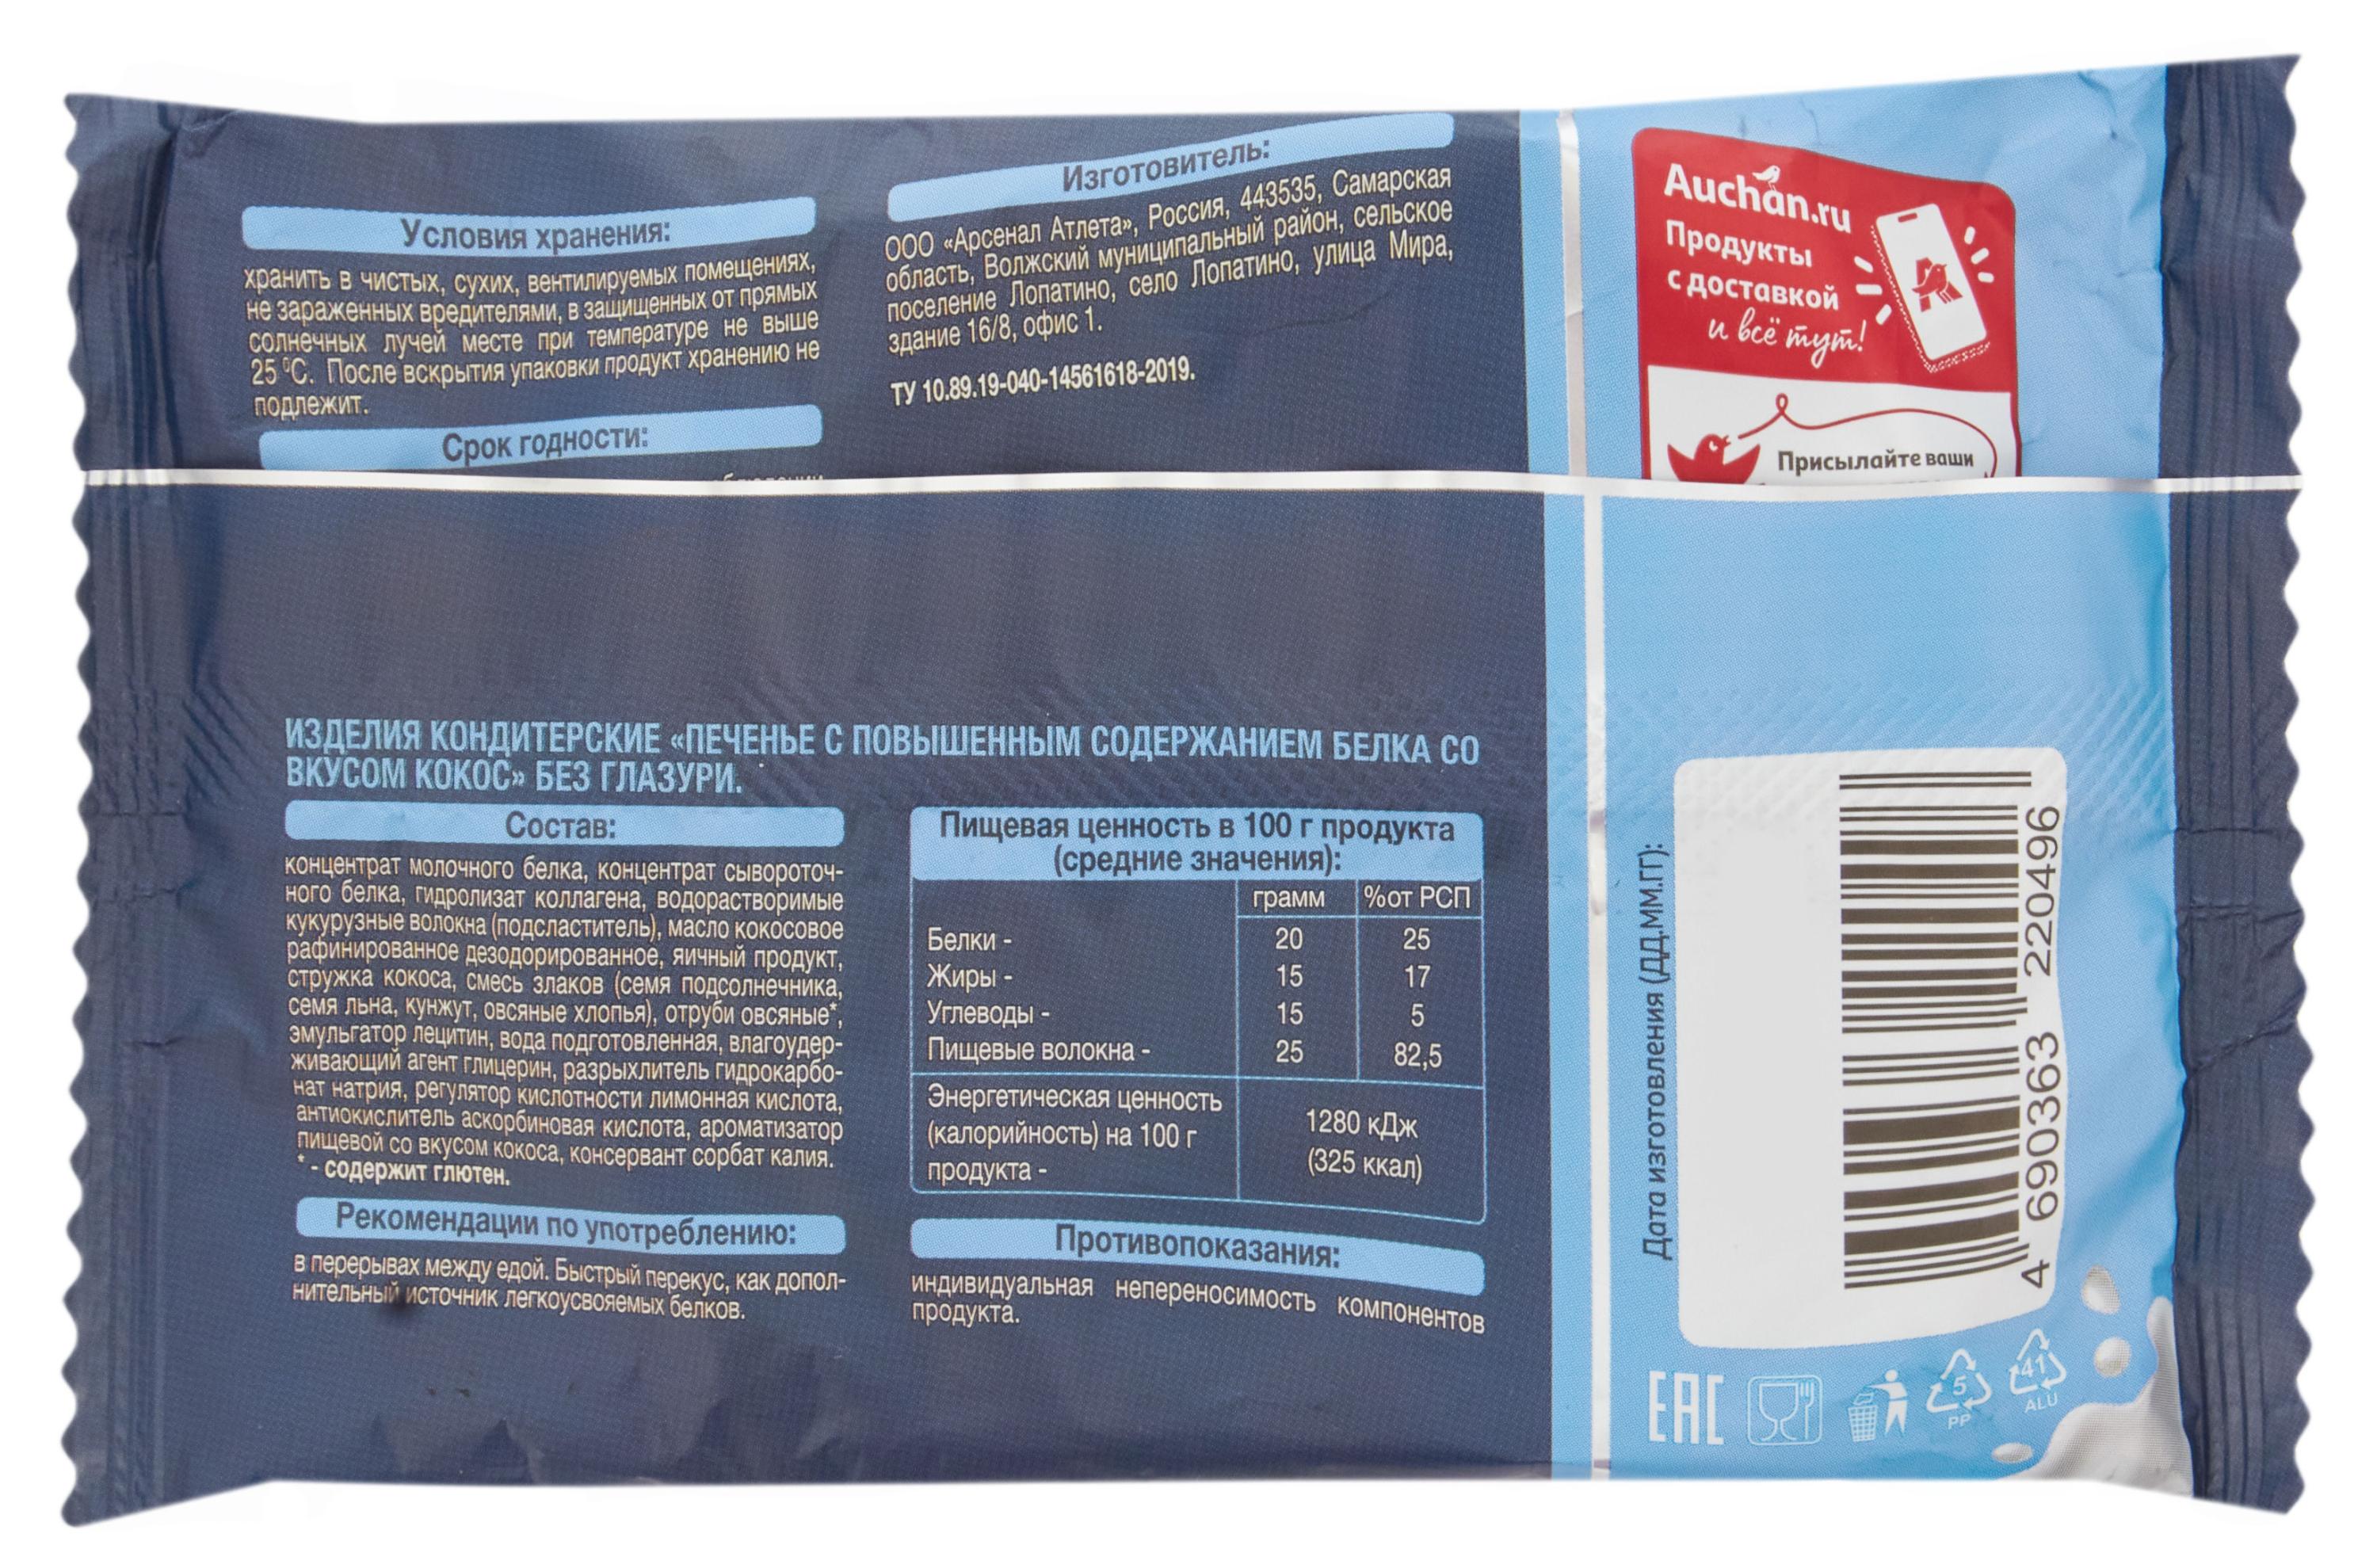 Условия хранения:
хранить в чистых, сухих, вентилируемых помещениях,
не зараженных вредителями, в защищенных от прямых
солнечных лучей месте при температуре не выше
25 °С. После вскрытия упаковки продукт хранению не
подлежит.
Срок годности:
Изготовитель:
ООО «Арсенал Атлета», Россия, 443535, Самарская
область, Волжский муниципальный район, сельское
поселение Лопатино, село Лопатино, улица Мира,
здание 16/8, офис 1.
ТУ 10.89.19-040-14561618-2019.
Auchan.ru
Продукты
с доставкой
и всё тут!
Присылайте ваши
ИЗДЕЛИЯ КОНДИТЕРСКИЕ «ПЕЧЕНЬЕ С ПОВЫШЕННЫМ СОДЕРЖАНИЕМ БЕЛКА СО
ВКУСОМ КОКОС» БЕЗ ГЛАЗУРИ.
Состав:
концентрат молочного белка, концентрат сывороточ-
ного белка, гидролизат коллагена, водорастворимые
кукурузные волокна (подсластитель), масло кокосовое
рафинированное дезодорированное, яичный продукт,
стружка кокоса, смесь злаков (семя подсолнечника,
семя льна, кунжут, овсяные хлопья), отруби овсяные*,
эмульгатор лецитин, вода подготовленная, влагоудер-
живающий агент глицерин, разрыхлитель гидрокарбо-
нат натрия, регулятор кислотности лимонная кислота,
антиокислитель аскорбиновая кислота, ароматизатор
пищевой со вкусом кокоса, консервант сорбат калия.
* - содержит глютен.
Рекомендации по употреблению:
в перерывах между едой. Быстрый перекус, как допол-
нительный источник легкоусвояемых белков.
Пищевая ценность в 100 г продукта
(средние значения):
грамм %от РСП
Белки - 20 25
Жиры - 15 17
Углеводы - 15 5
Пищевые волокна - 25 82,5
Энергетическая ценность
(калорийность) на 100 г
продукта -
1280 кДж
(325 ккал)
Противопоказания:
индивидуальная непереносимость компонентов
продукта.
Дата изготовления (ДД.ММ.ГГ):
4 690363 220496
EAC
5
PP
41
ALU